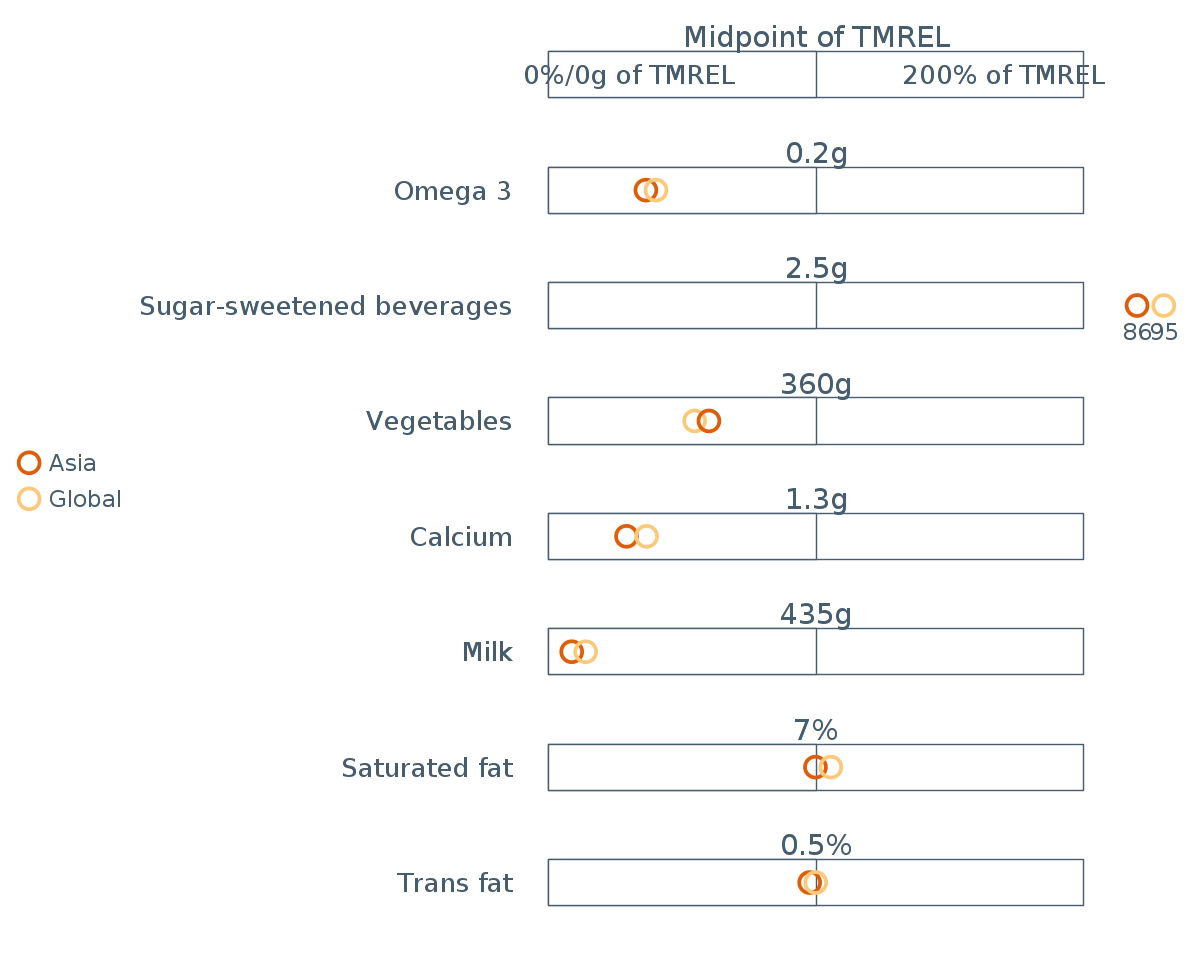 Midpoint of TMREL
0%/0g of TMREL
200% of TMREL
0.2g
Omega 3
2.5g
Sugar-sweetened beverages
86
95
360g
Vegetables
Asia
Global
1.3g
Calcium
435g
Milk
7%
Saturated fat
0.5%
Trans fat